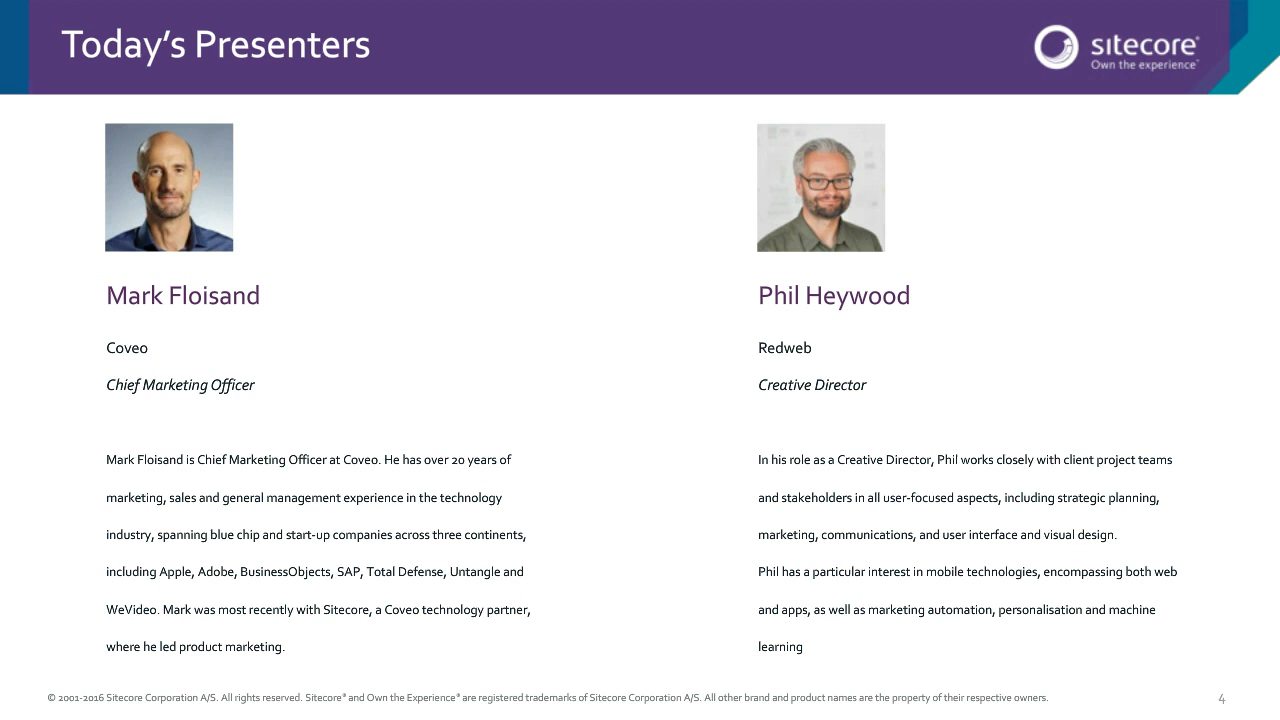 Today's Presenters
sitecore®
Own the experience™
Mark Floisand
Coveo
Chief Marketing Officer
Mark Floisand is Chief Marketing Officer at Coveo. He has over 20 years of
marketing, sales and general management experience in the technology
industry, spanning blue chip and start-up companies across three continents,
including Apple, Adobe, BusinessObjects, SAP, Total Defense, Untangle and
WeVideo. Mark was most recently with Sitecore, a Coveo technology partner,
where he led product marketing.
Phil Heywood
Redweb
Creative Director
In his role as a Creative Director, Phil works closely with client project teams
and stakeholders in all user-focused aspects, including strategic planning,
marketing, communications, and user interface and visual design.
Phil has a particular interest in mobile technologies, encompassing both web
and apps, as well as marketing automation, personalisation and machine
learning
© 2001-2016 Sitecore Corporation A/S. All rights reserved. Sitecore® and Own the Experience® are registered trademarks of Sitecore Corporation A/S. All other brand and product names are the property of their respective owners.
4